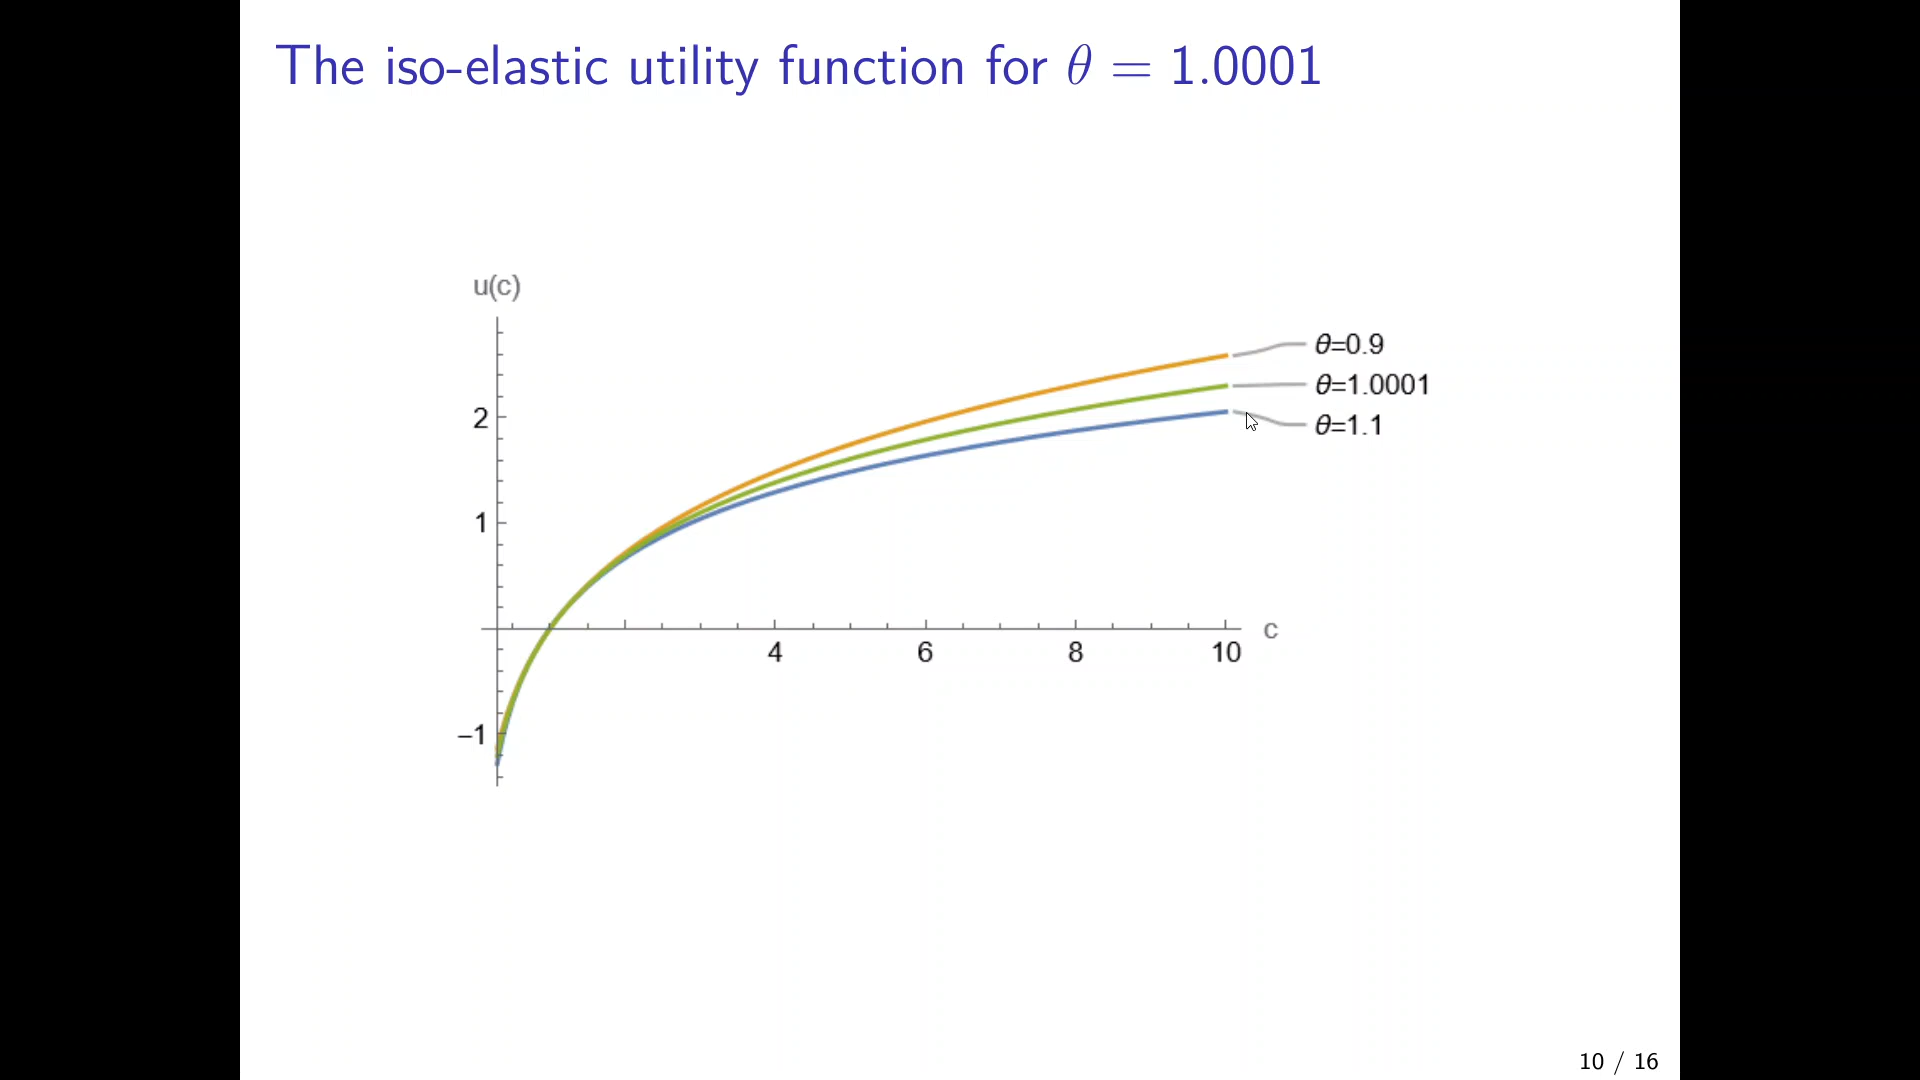 The iso-elastic utility function for θ = 1.0001
u(c)
θ=0.9
θ=1.0001
θ=1.1
2
1
−1
4 6 8 10
c
10 / 16